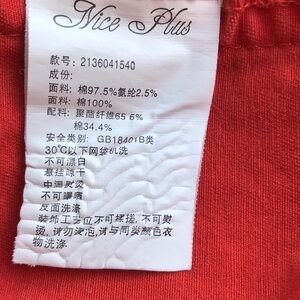 Nice Plus
款号: 2136041540
成份:
面料: 棉97.5%氨纶2.5%
面料: 棉100%
配料: 聚酯纤维65.6%
棉34.4%
安全类别: GB18401B类
30℃以下网袋机洗
不可漂白
悬挂晾干
中温熨烫
不可曝晒
反面洗涤
装饰工艺位不可揉搓, 不可熨
烫, 请勿浸泡, 请与同类颜色衣
物洗涤